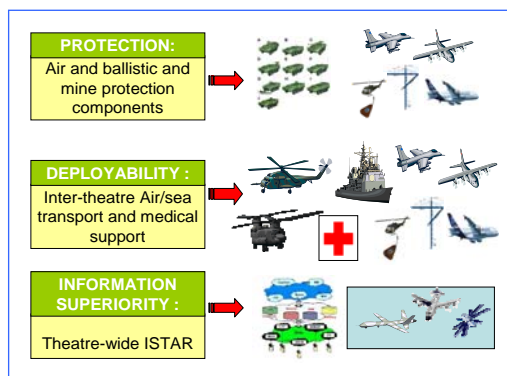 PROTECTION:
Air and ballistic and
mine protection
components
DEPLOYABILITY :
Inter-theatre Air/sea
transport and medical
support
INFORMATION
SUPERIORITY :
Theatre-wide ISTAR